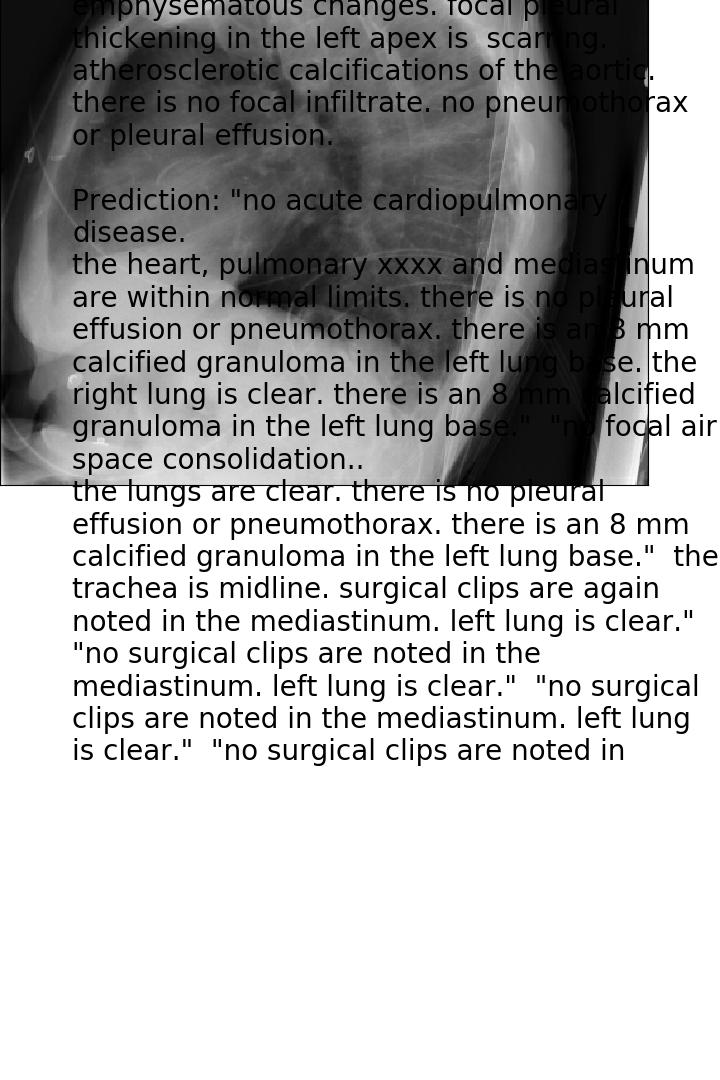 emphysematous changes. focal pleural
thickening in the left apex is  scarring.
atherosclerotic calcifications of the aortic.
there is no focal infiltrate. no pneumothorax
or pleural effusion.
Prediction: "no acute cardiopulmonary
disease.
the heart, pulmonary xxxx and mediastinum
are within normal limits. there is no pleural
effusion or pneumothorax. there is an 8 mm
calcified granuloma in the left lung base. the
right lung is clear. there is an 8 mm calcified
granuloma in the left lung base."  "no focal air
space consolidation..
the lungs are clear. there is no pleural
effusion or pneumothorax. there is an 8 mm
calcified granuloma in the left lung base."  the
trachea is midline. surgical clips are again
noted in the mediastinum. left lung is clear."
"no surgical clips are noted in the
mediastinum. left lung is clear."  "no surgical
clips are noted in the mediastinum. left lung
is clear."  "no surgical clips are noted in